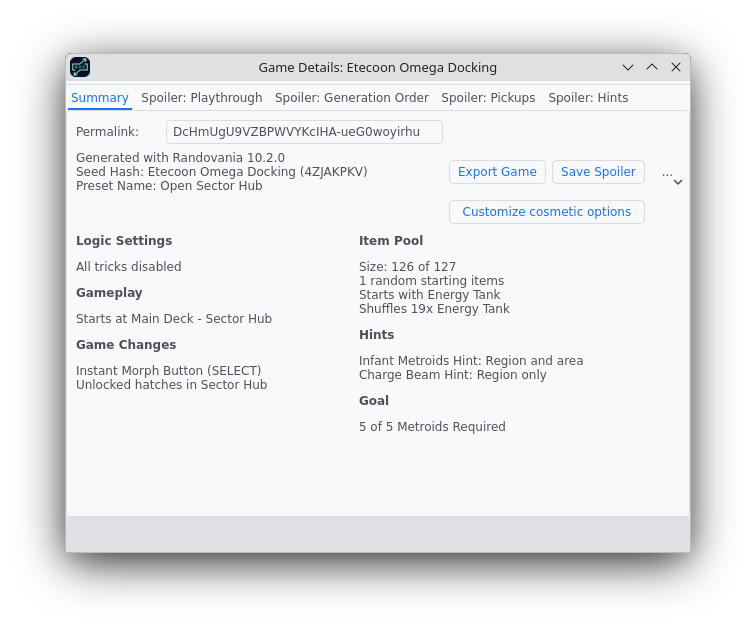 Game Details: Etecoon Omega Docking
Summary Spoiler: Playthrough Spoiler: Generation Order Spoiler: Pickups Spoiler: Hints
Permalink: DcHmUgU9VZBPWVYKcIHA-ueG0woyirhu
Generated with Randovania 10.2.0
Seed Hash: Etecoon Omega Docking (4ZJAKPKV)
Preset Name: Open Sector Hub
Export Game Save Spoiler ...
Customize cosmetic options
Logic Settings
All tricks disabled
Gameplay
Starts at Main Deck - Sector Hub
Game Changes
Instant Morph Button (SELECT)
Unlocked hatches in Sector Hub
Item Pool
Size: 126 of 127
1 random starting items
Starts with Energy Tank
Shuffles 19x Energy Tank
Hints
Infant Metroids Hint: Region and area
Charge Beam Hint: Region only
Goal
5 of 5 Metroids Required